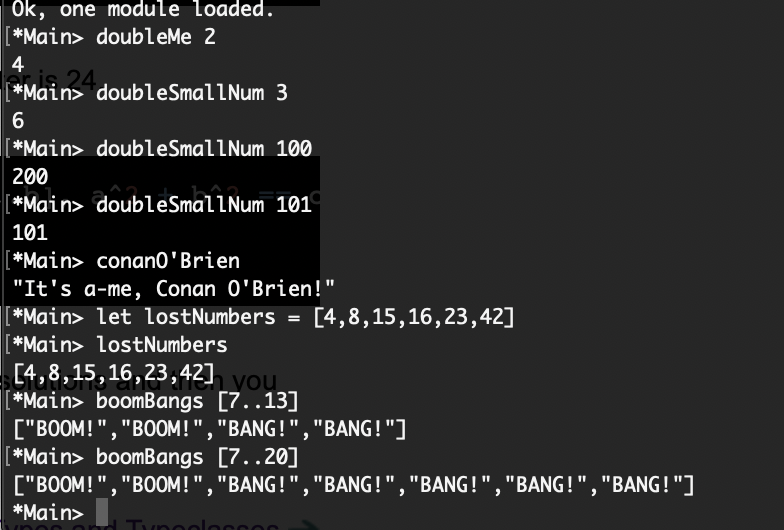 Ok, one module loaded.
[*Main> doubleMe 2
4
[*Main> doubleSmallNum 3
6
[*Main> doubleSmallNum 100
200
[*Main> doubleSmallNum 101
101
[*Main> conanO'Brien
"It's a-me, Conan O'Brien!"
[*Main> let lostNumbers = [4,8,15,16,23,42]
[*Main> lostNumbers
[4,8,15,16,23,42]
[*Main> boomBangs [7..13]
["BOOM!","BOOM!","BANG!","BANG!"]
[*Main> boomBangs [7..20]
["BOOM!","BOOM!","BANG!","BANG!","BANG!","BANG!","BANG!"]
*Main>